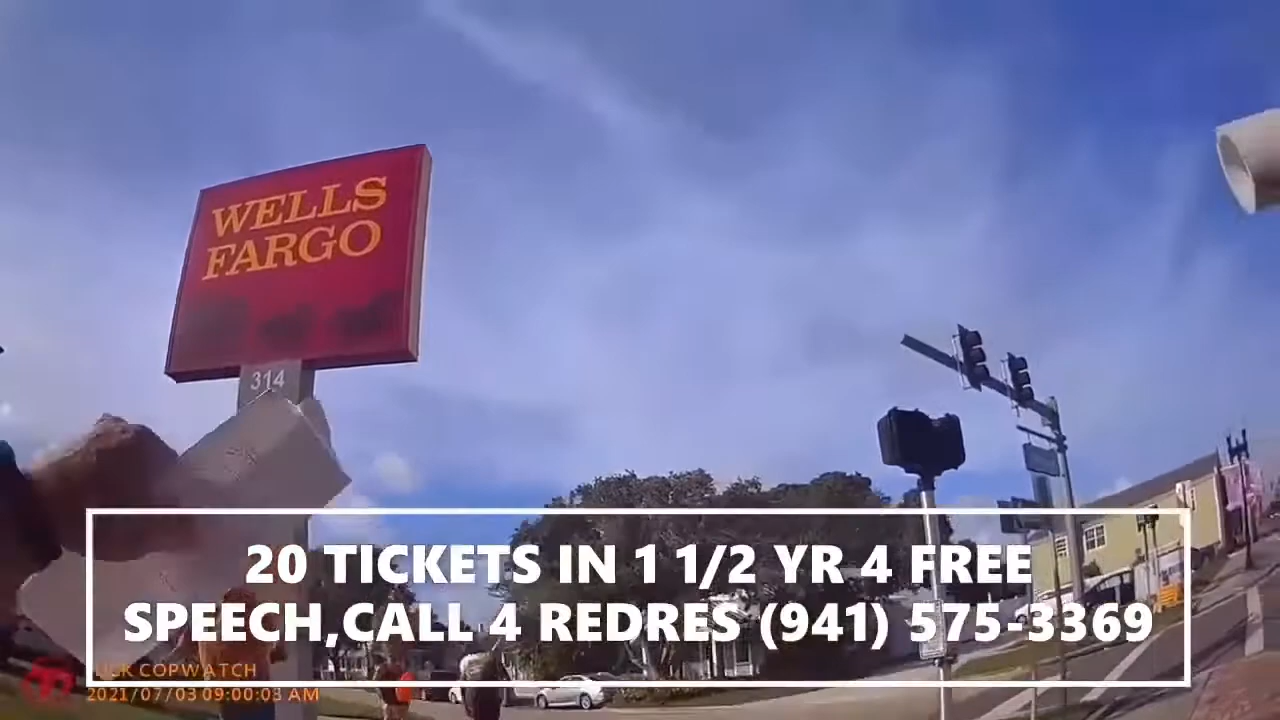 WELLS
FARGO
314
20 TICKETS IN 1 1/2 YR 4 FREE
SPEECH,CALL 4 REDRES (941) 575-3369
COPWATCH
2021/07/03 09:00:03 AM